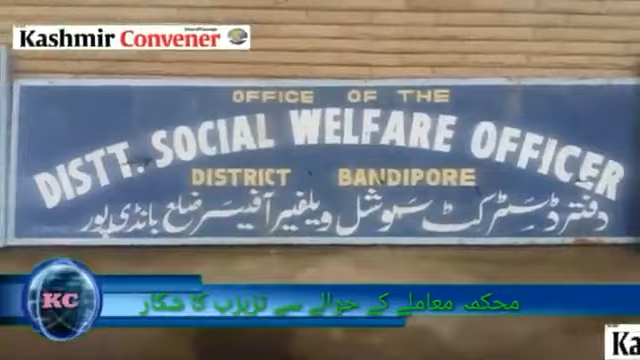 Kashmir Convener
OFFICE OF THE
DISTT. SOCIAL WELFARE OFFICER
DISTRICT BANDIPORE
دفتر ڈسٹرکٹ سوشل ویلفیر آفیسر ضلع بانڈی پور
KC
محکمہ معاملے کے حوالے سے تزبزب کا شکار
Ka